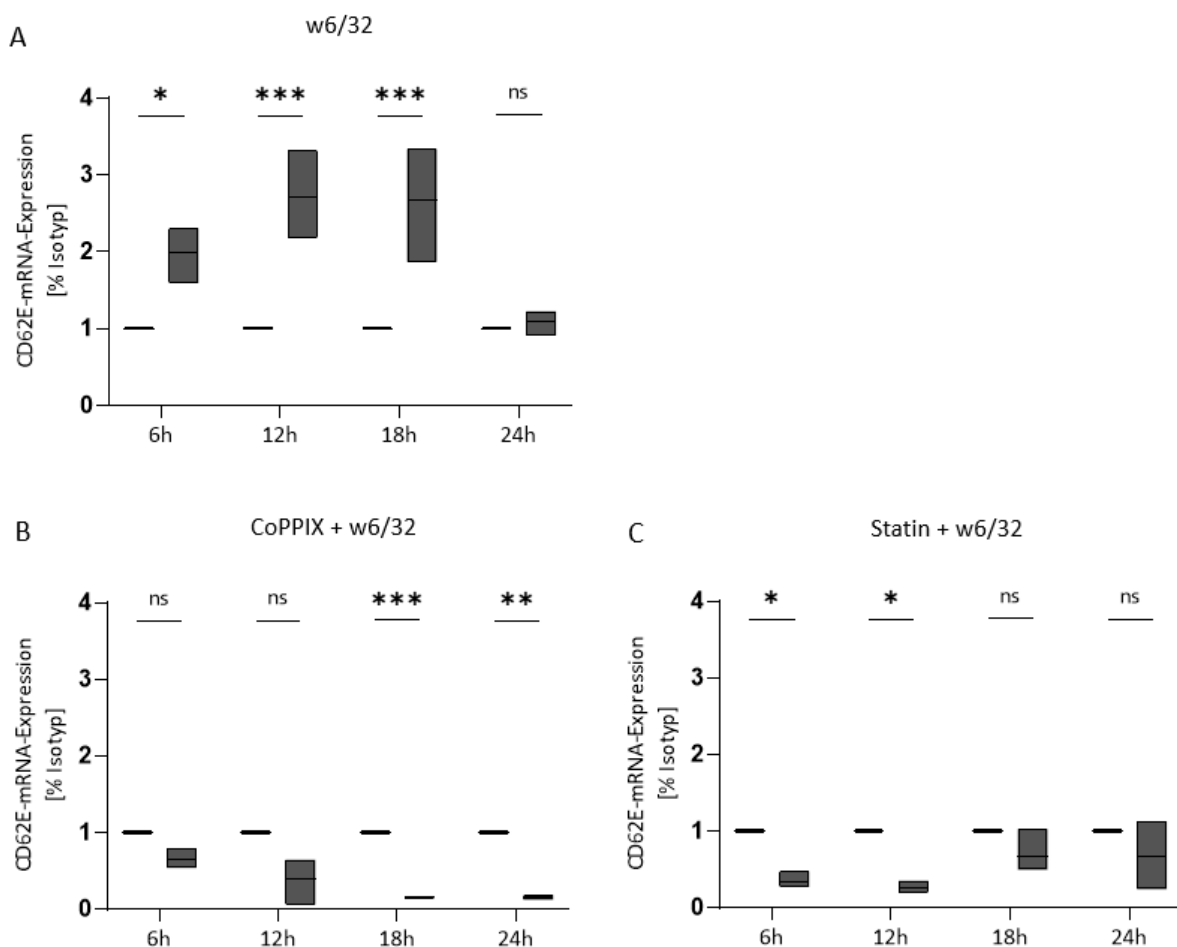 A
w6/32
CD62E-mRNA-Expression
[% Isotyp]
4
3
2
1
0
* *** *** ns
6h 12h 18h 24h
B
CoPPIX + w6/32
CD62E-mRNA-Expression
[% Isotyp]
4
3
2
1
0
ns ns *** **
6h 12h 18h 24h
C
Statin + w6/32
CD62E-mRNA-Expression
[% Isotyp]
4
3
2
1
0
* * ns ns
6h 12h 18h 24h